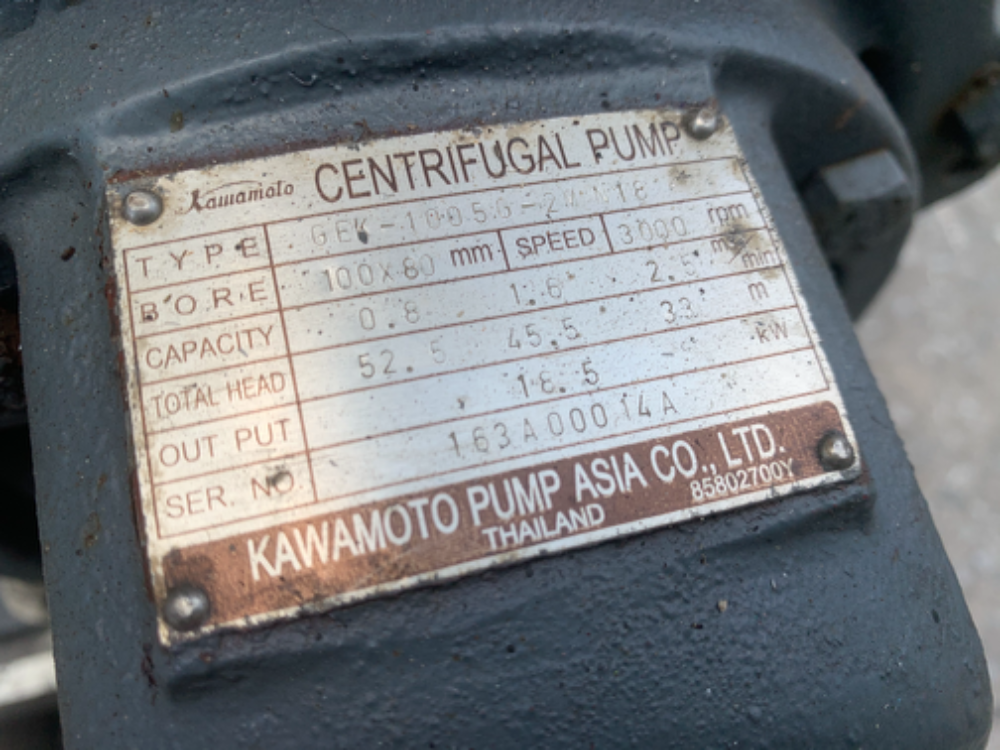 Kawamoto CENTRIFUGAL PUMP
TYPE
BORE 100X80 mm SPEED 3000 rpm
CAPACITY 0.8 1.6 2.5 m³/min
TOTAL HEAD 52.5 45.5 33 m
OUT PUT 18.5 kW
SER. NO. 163A00014A
KAWAMOTO PUMP ASIA CO., LTD.
THAILAND 85802700Y